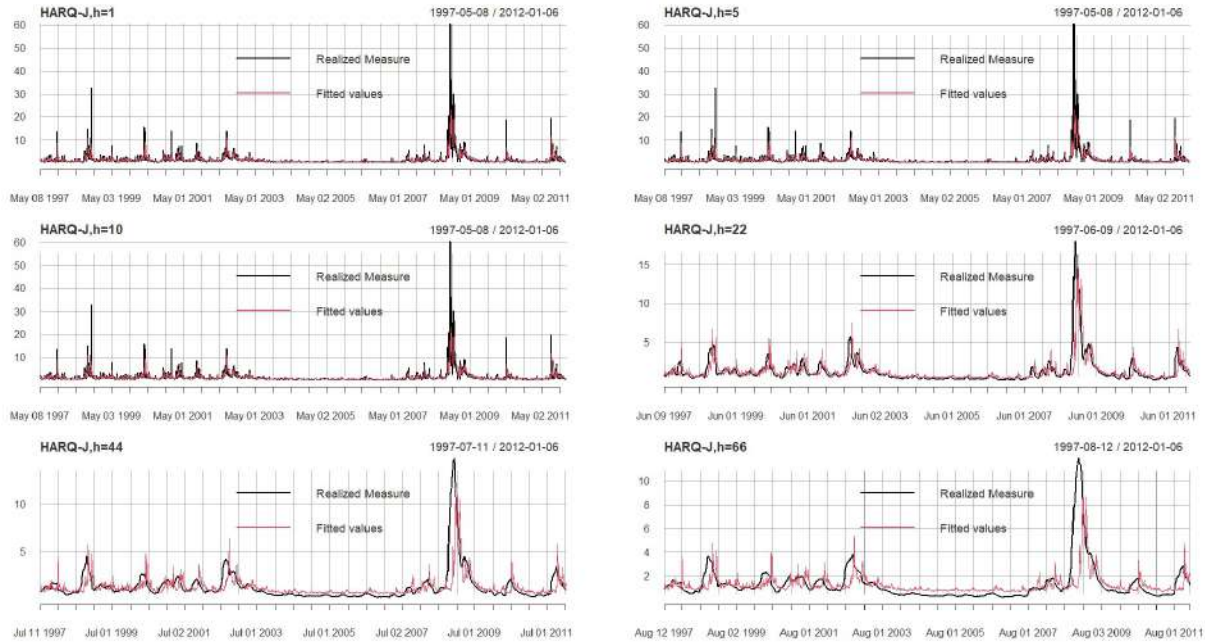 HARQ-J,h=1 1997-05-08 / 2012-01-06
60
50
40
30
20
10
Realized Measure
Fitted values
May 08 1997 May 03 1999 May 01 2001 May 01 2003 May 02 2005 May 01 2007 May 01 2009 May 02 2011
HARQ-J,h=5 1997-05-08 / 2012-01-06
60
50
40
30
20
10
Realized Measure
Fitted values
May 08 1997 May 03 1999 May 01 2001 May 01 2003 May 02 2005 May 01 2007 May 01 2009 May 02 2011
HARQ-J,h=10 1997-05-08 / 2012-01-06
60
50
40
30
20
10
Realized Measure
Fitted values
May 08 1997 May 03 1999 May 01 2001 May 01 2003 May 02 2005 May 01 2007 May 01 2009 May 02 2011
HARQ-J,h=22 1997-06-09 / 2012-01-06
15
10
5
Realized Measure
Fitted values
Jun 09 1997 Jun 01 1999 Jun 01 2001 Jun 02 2003 Jun 01 2005 Jun 01 2007 Jun 01 2009 Jun 01 2011
HARQ-J,h=44 1997-07-11 / 2012-01-06
10
5
Realized Measure
Fitted values
Jul 11 1997 Jul 01 1999 Jul 02 2001 Jul 01 2003 Jul 01 2005 Jul 02 2007 Jul 01 2009 Jul 01 2011
HARQ-J,h=66 1997-08-12 / 2012-01-06
10
8
6
4
2
Realized Measure
Fitted values
Aug 12 1997 Aug 02 1999 Aug 01 2001 Aug 01 2003 Aug 01 2005 Aug 01 2007 Aug 03 2009 Aug 01 2011